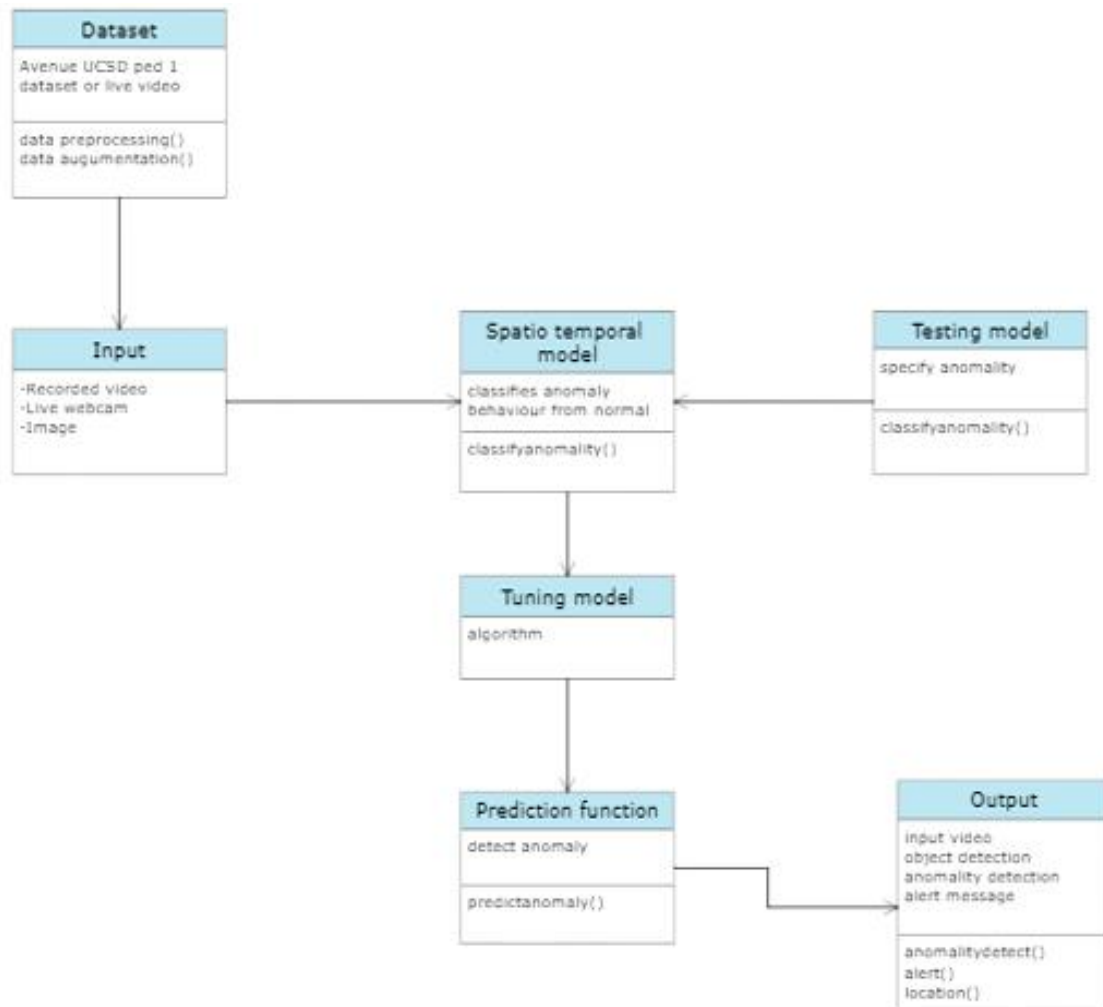 Dataset
Avenue UCSD ped 1
dataset or live video
data preprocessing()
data augumentation()
Input
-Recorded video
-Live webcam
-Image
Spatio temporal
model
classifies anomaly
behaviour from normal
classifyanomality()
Testing model
specify anomality
classifyanomality()
Tuning model
algorithm
Prediction function
detect anomaly
predictanomaly()
Output
input video
object detection
anomality detection
alert message
anomalitydetect()
alert()
location()